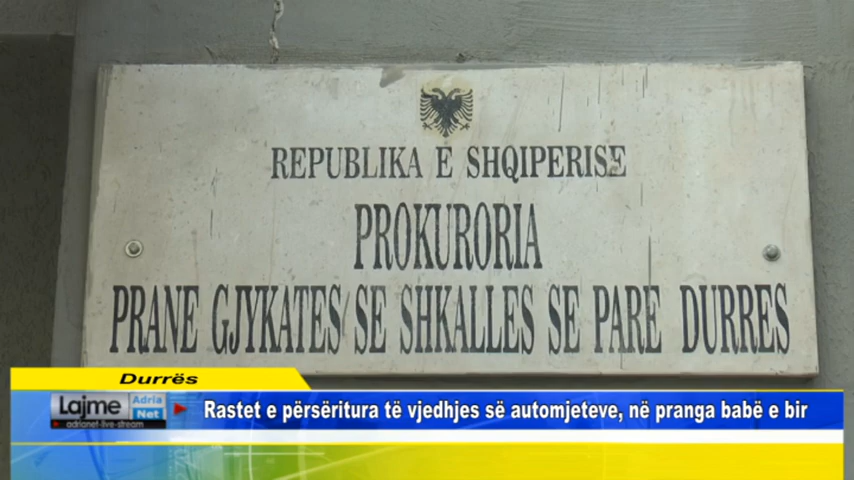 REPUBLIKA E SHQIPERISE
PROKURORIA
PRANE GJYKATES SE SHKALLES SE PARE DURRES
Durrës
Lajme Adria Net
adrianet-live-stream
Rastet e përsëritura të vjedhjes së automjeteve, në pranga babë e bir